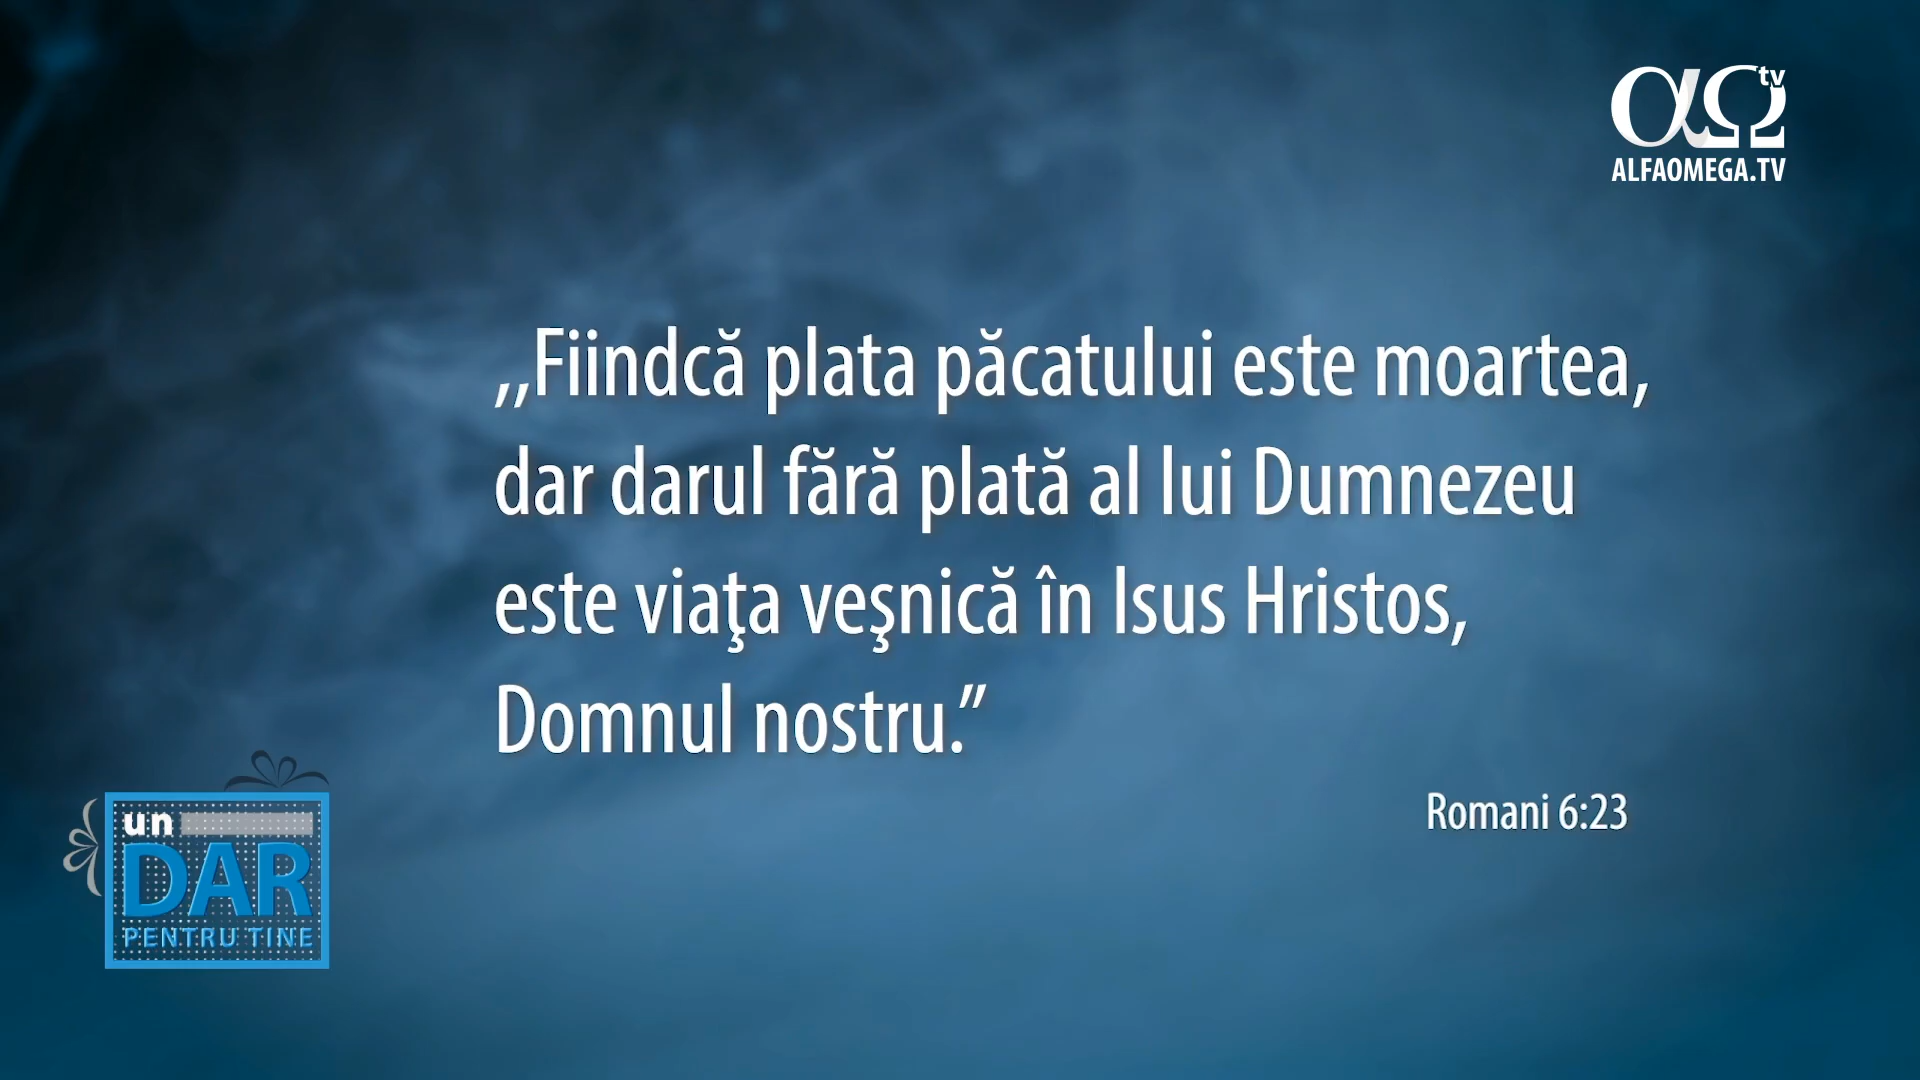 tv
ALFAOMEGA.TV
,,Fiindcă plata păcatului este moartea,
dar darul fără plată al lui Dumnezeu
este viaţa veşnică în Isus Hristos,
Domnul nostru.”
Romani 6:23
un
DAR
PENTRU TINE